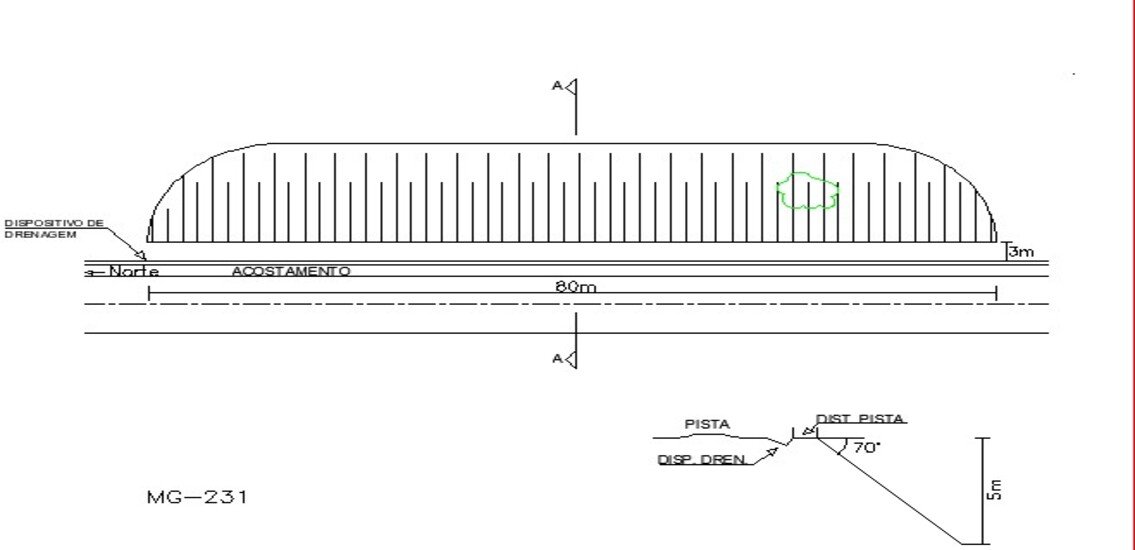 A
DISPOSITIVO DE
DRENAGEM
3m
Norte
ACOSTAMENTO
80m
A
DIST. PISTA
PISTA
70°
DISP. DREN.
5m
MG-231